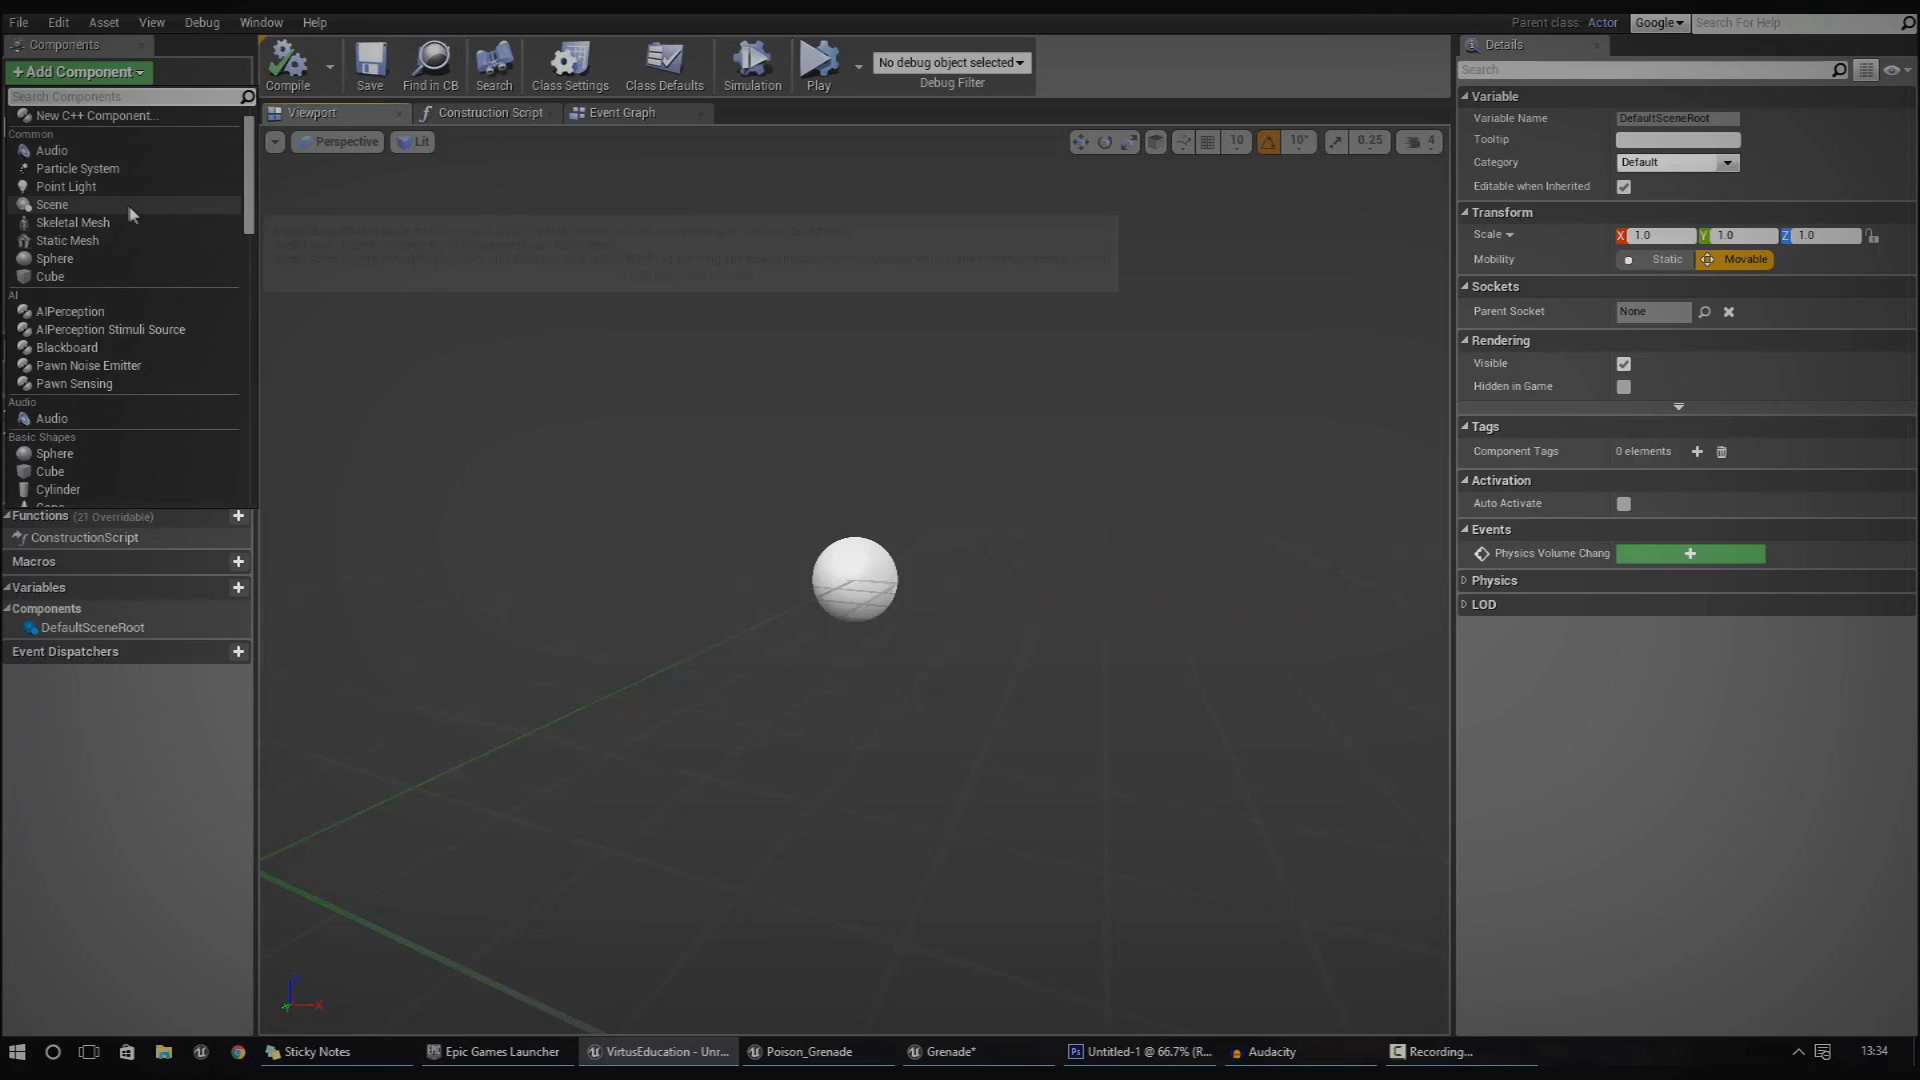 File Edit Asset View Debug Window Help
Parent class: Actor Google Search For Help
Components
+Add Component
Search Components
New C++ Component...
Common
Audio
Particle System
Point Light
Scene
Skeletal Mesh
Static Mesh
Sphere
Cube
AI
AIPerception
AIPerception Stimuli Source
Blackboard
Pawn Noise Emitter
Pawn Sensing
Audio
Audio
Basic Shapes
Sphere
Cube
Cylinder
Functions (21 Overridable)
ConstructionScript
Macros
Variables
Components
DefaultSceneRoot
Event Dispatchers
Compile Save Find in CB Search Class Settings Class Defaults Simulation Play
No debug object selected
Debug Filter
Viewport Construction Script Event Graph
Perspective Lit
10 10° 0.25 4
Details
Search
Variable
Variable Name DefaultSceneRoot
Tooltip
Category Default
Editable when Inherited
Transform
Scale X 1.0 Y 1.0 Z 1.0
Mobility Static Movable
Sockets
Parent Socket None
Rendering
Visible
Hidden in Game
Tags
Component Tags 0 elements
Activation
Auto Activate
Events
Physics Volume Chang
Physics
LOD
Sticky Notes Epic Games Launcher VirtusEducation - Unr... Poison_Grenade Grenade* Untitled-1 @ 66.7% (R... Audacity Recording... 13:34